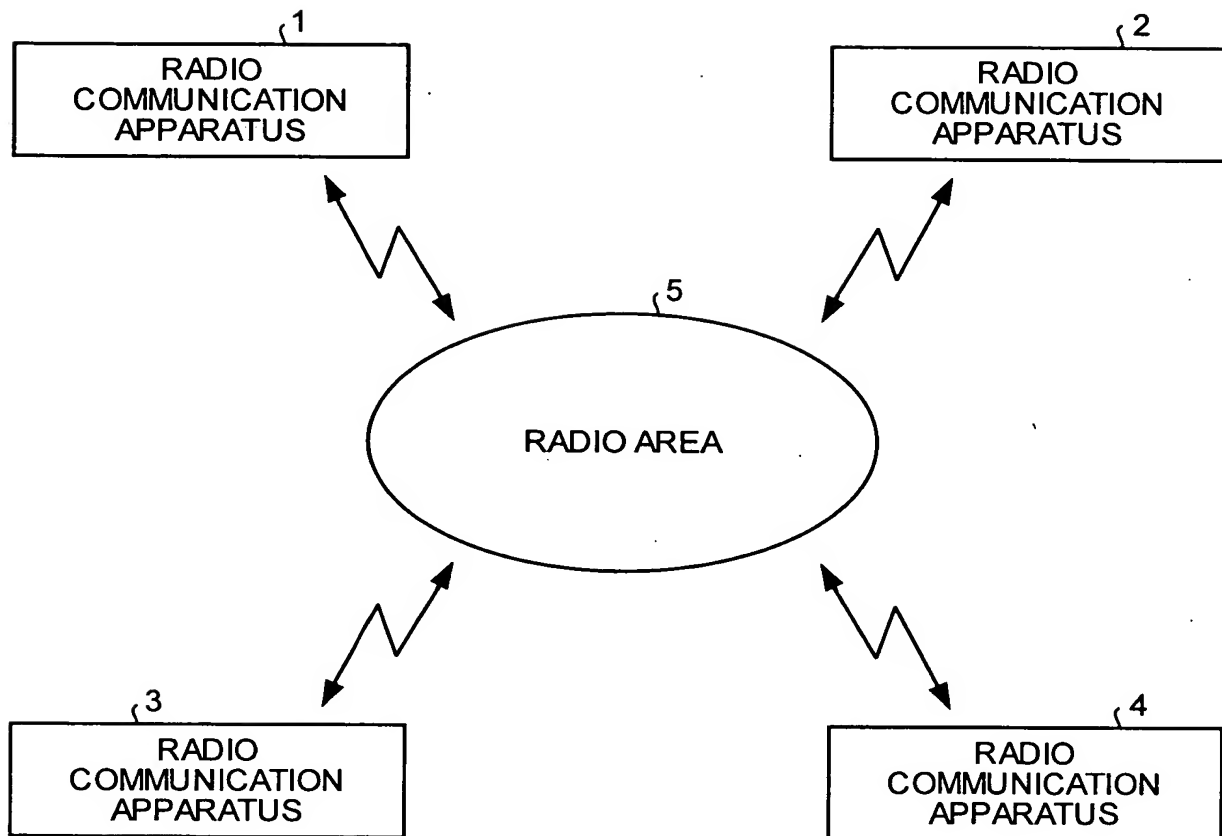 1
RADIO
COMMUNICATION
APPARATUS
2
RADIO
COMMUNICATION
APPARATUS
5
RADIO AREA
3
RADIO
COMMUNICATION
APPARATUS
4
RADIO
COMMUNICATION
APPARATUS